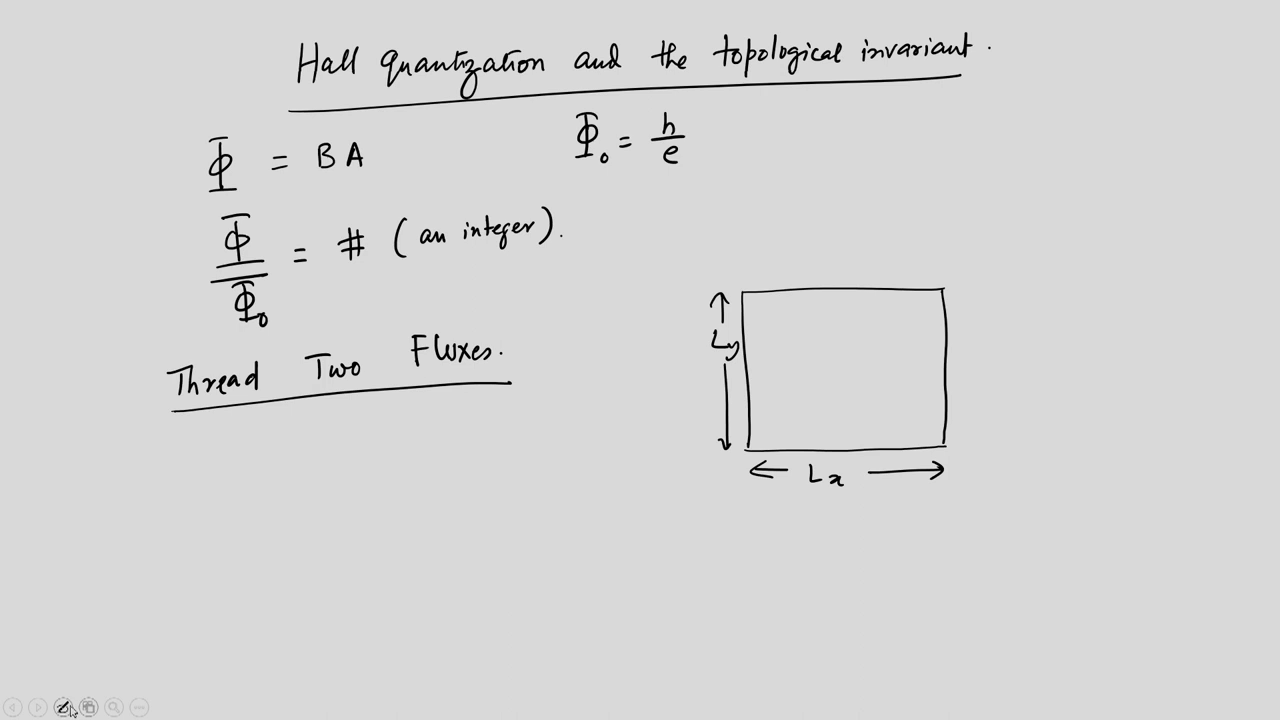 Hall quantization and the topological invariant.
Φ = BA
Φ₀ = h/e
Φ/Φ₀ = # (an integer).
Thread Two Fluxes.
Ly
Lx